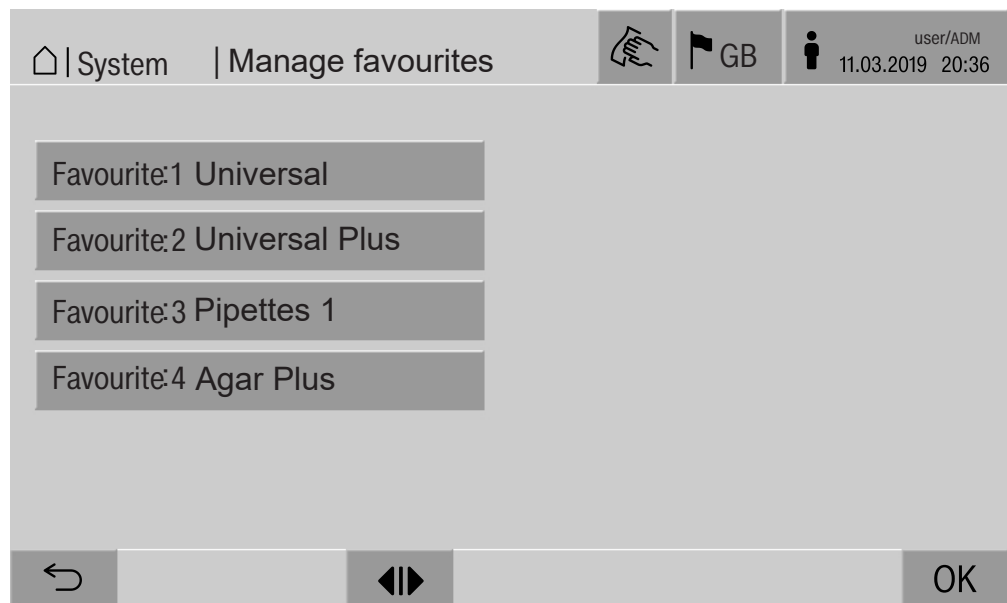 user/ADM
| System | Manage favourites GB 11.03.2019 20:36
Favourite:1 Universal
Favourite:2 Universal Plus
Favourite:3 Pipettes 1
Favourite:4 Agar Plus
OK